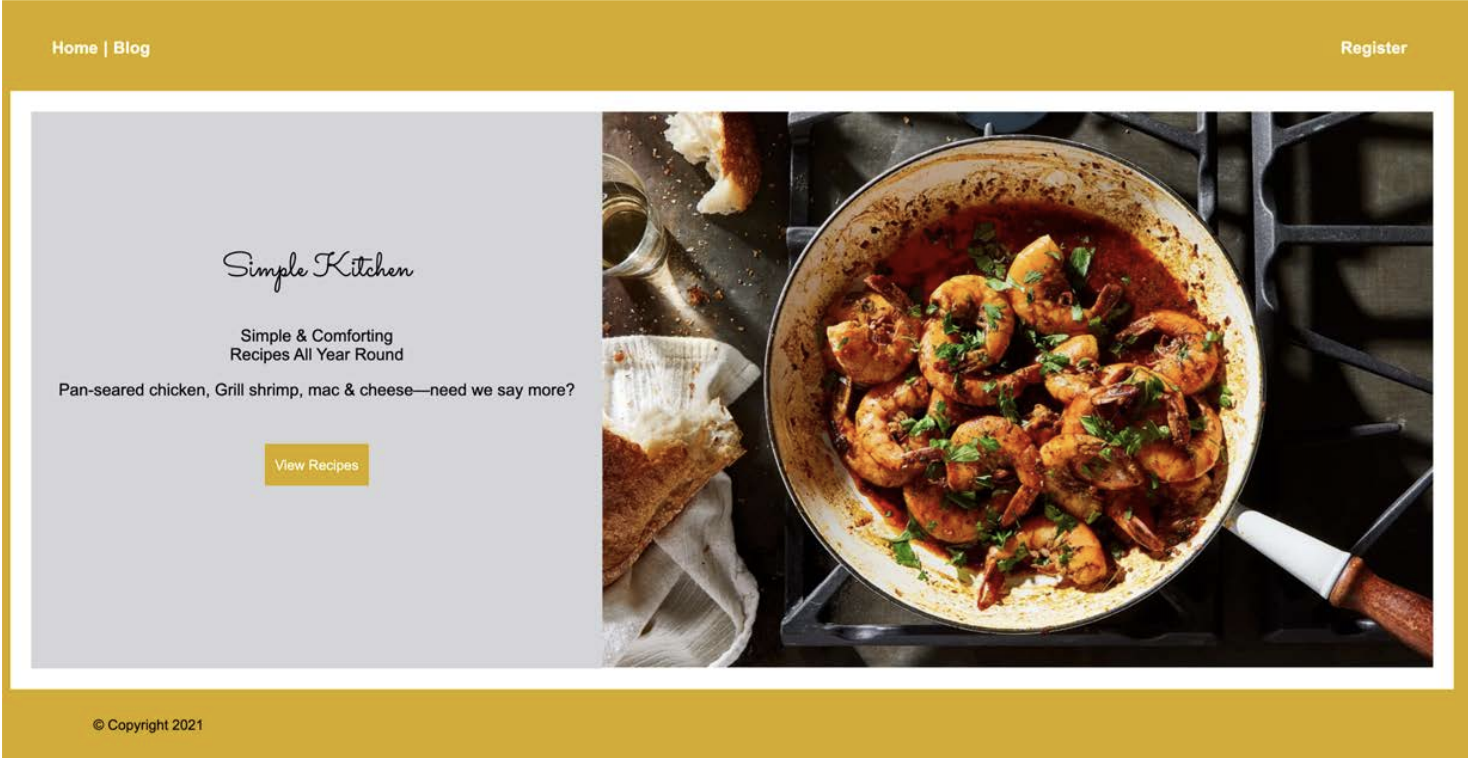 Home | Blog
Register
Simple Kitchen
Simple & Comforting
Recipes All Year Round
Pan-seared chicken, Grill shrimp, mac & cheese—need we say more?
View Recipes
© Copyright 2021